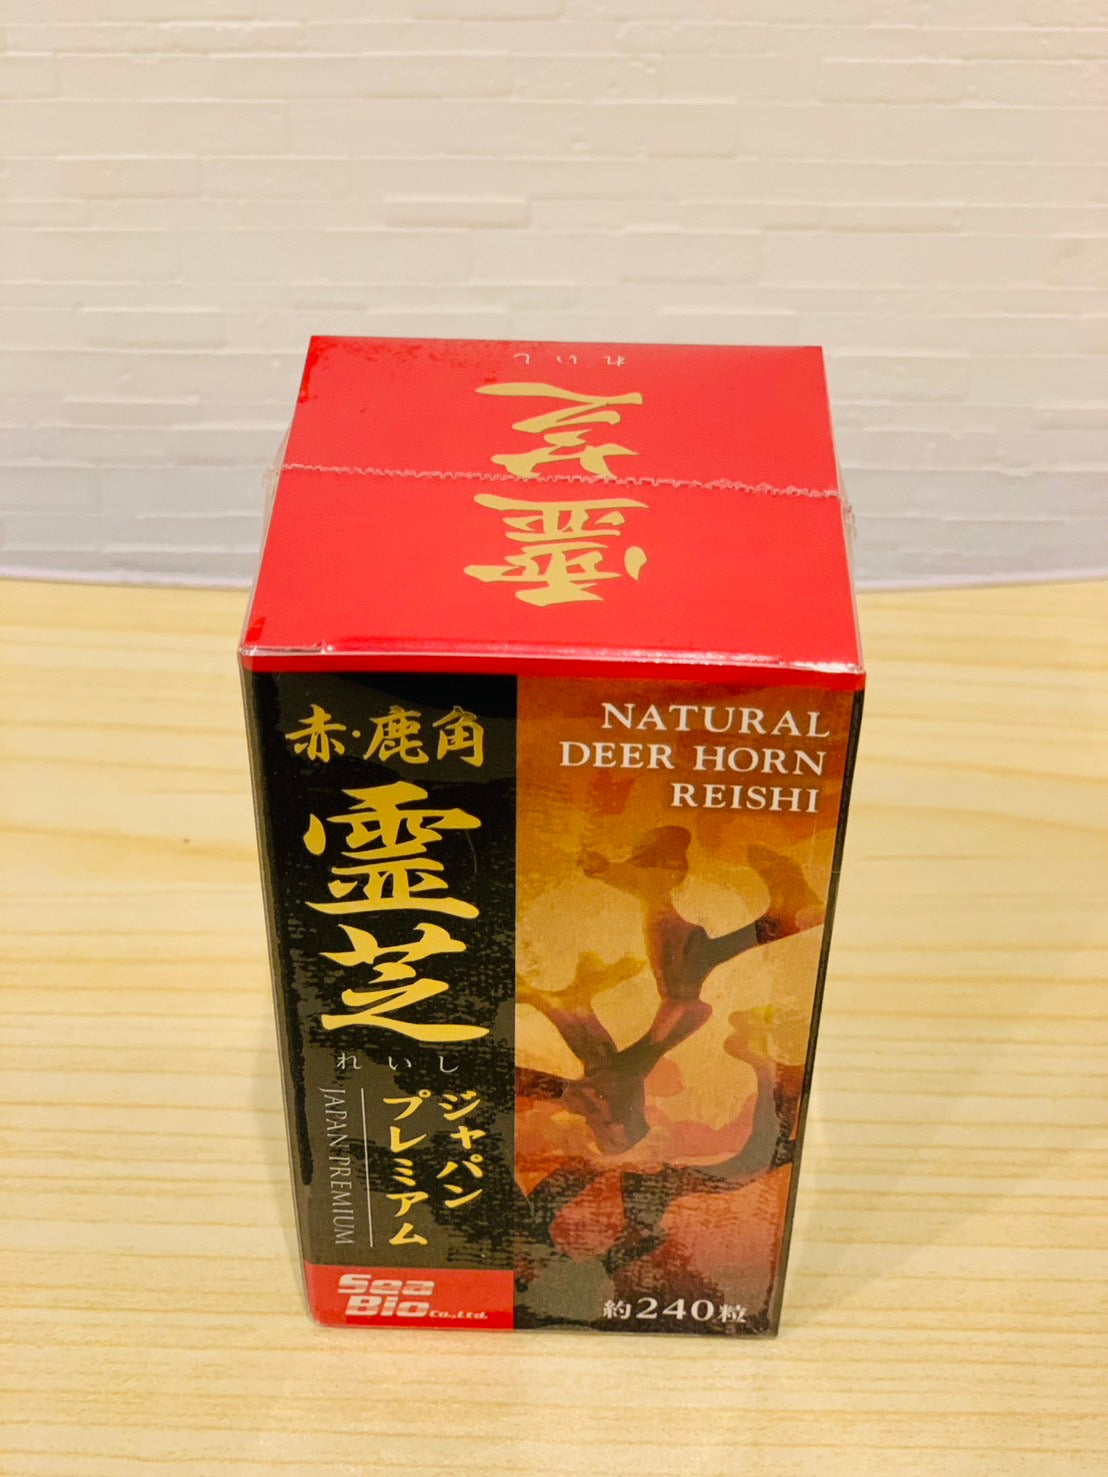 霊芝
れいし
赤・鹿角
霊芝
れいし
ジャパン
プレミアム
JAPAN PREMIUM
Sea
Bio Co.,Ltd.
NATURAL
DEER HORN
REISHI
約240粒